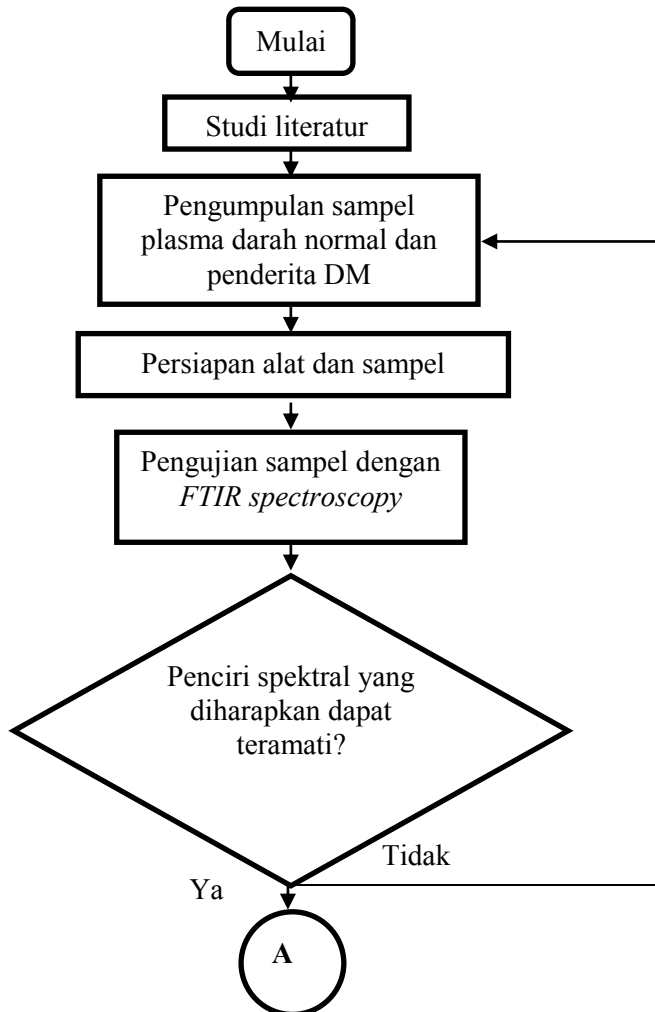 Mulai
Studi literatur
Pengumpulan sampel
plasma darah normal dan
penderita DM
Persiapan alat dan sampel
Pengujian sampel dengan
FTIR spectroscopy
Penciri spektral yang
diharapkan dapat
teramati?
Tidak
Ya
A